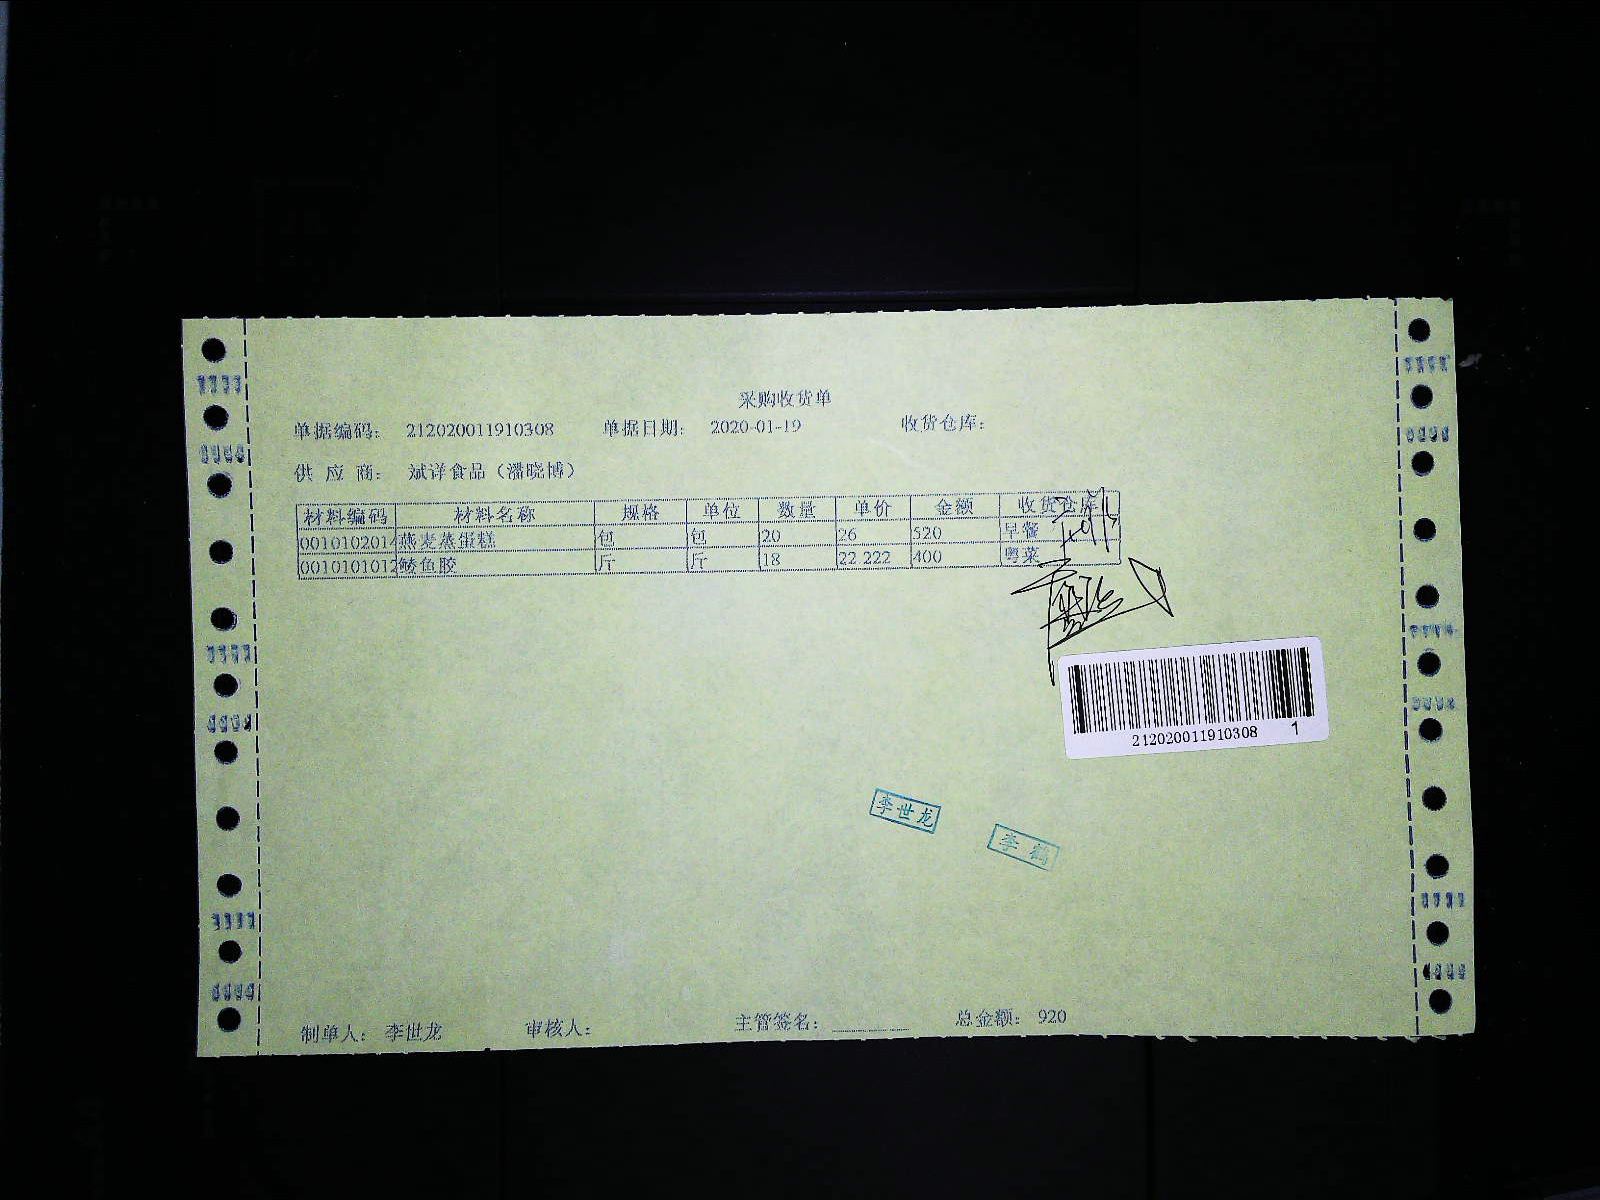 采购收货单
单据编码： 212020011910308 单据日期： 2020-01-19 收货仓库：
供 应 商： 斌详食品（潘晓博）
材料编码 材料名称 规格 单位 数量 单价 金额 收货仓库
0010102014 燕麦蒸蛋糕 包 包 20 26 520 早餐
0010101012 鲮鱼胶 斤 斤 18 22.222 400 粤菜
212020011910308 1
李世龙
李鹤
制单人： 李世龙 审核人： 主管签名： 总金额： 920